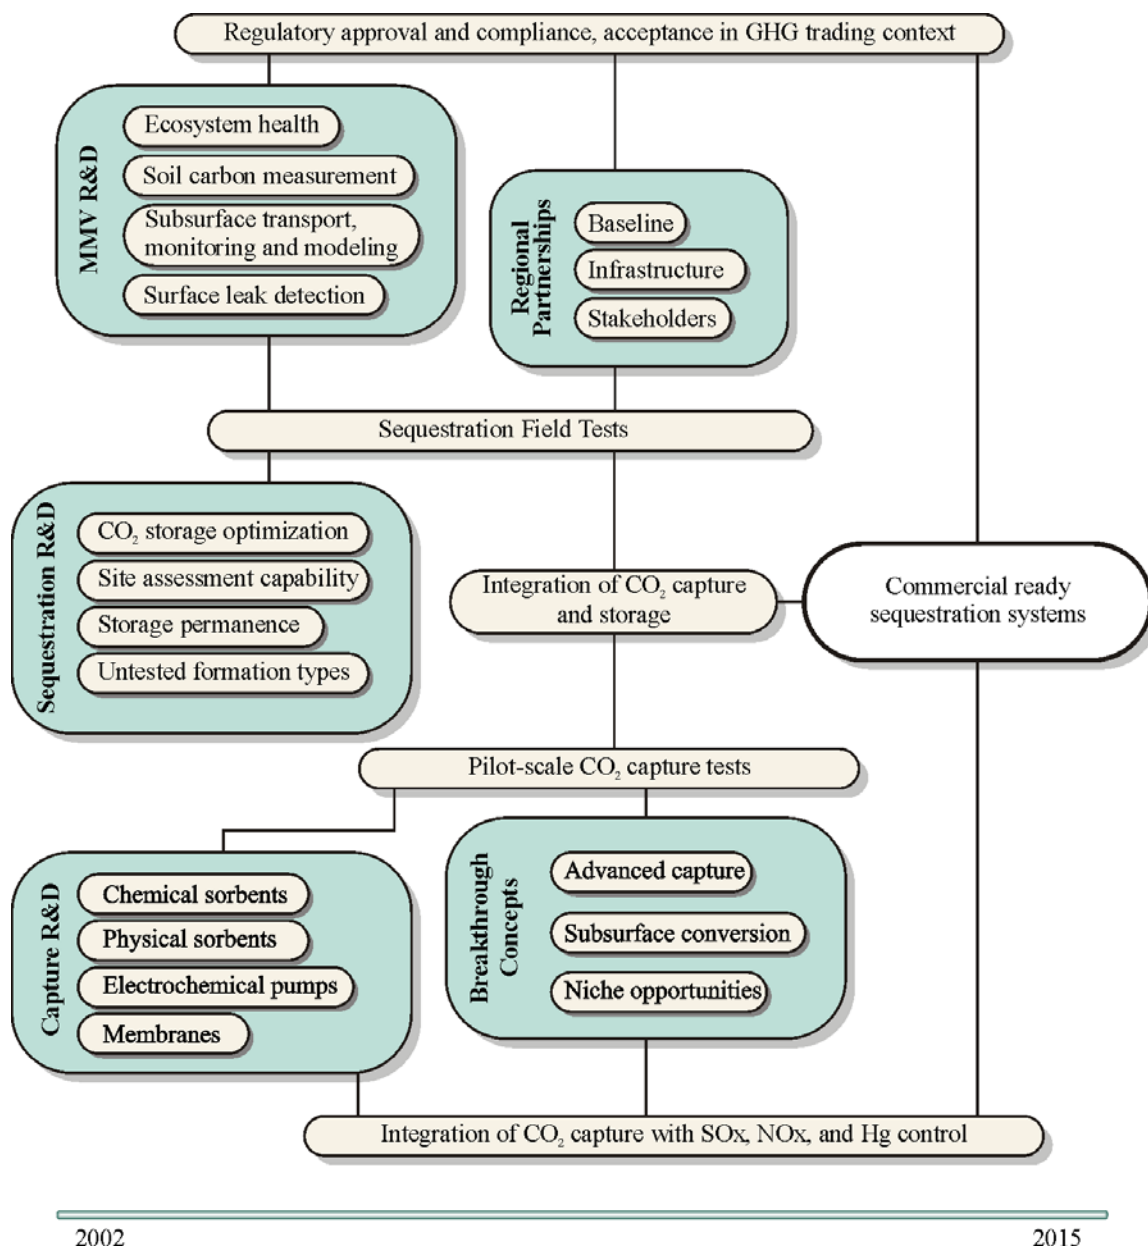 Regulatory approval and compliance, acceptance in GHG trading context
MMV R&D
Ecosystem health
Soil carbon measurement
Subsurface transport,
monitoring and modeling
Surface leak detection
Regional
Partnerships
Baseline
Infrastructure
Stakeholders
Sequestration Field Tests
Sequestration R&D
CO₂ storage optimization
Site assessment capability
Storage permanence
Untested formation types
Integration of CO₂ capture
and storage
Commercial ready
sequestration systems
Pilot-scale CO₂ capture tests
Capture R&D
Chemical sorbents
Physical sorbents
Electrochemical pumps
Membranes
Breakthrough
Concepts
Advanced capture
Subsurface conversion
Niche opportunities
Integration of CO₂ capture with SOx, NOx, and Hg control
2002
2015